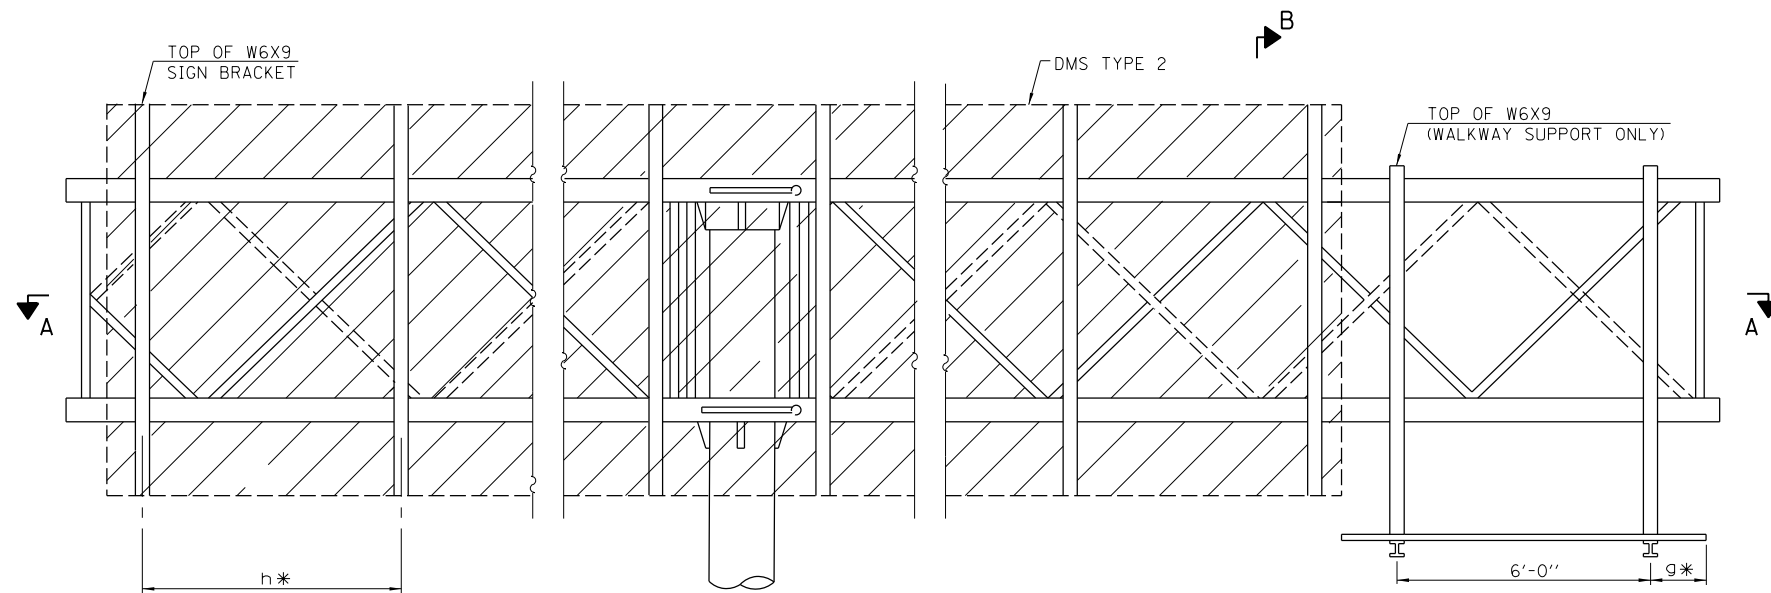 B
TOP OF W6X9
SIGN BRACKET
DMS TYPE 2
TOP OF W6X9
(WALKWAY SUPPORT ONLY)
A
A
h*
6'-0''
g*